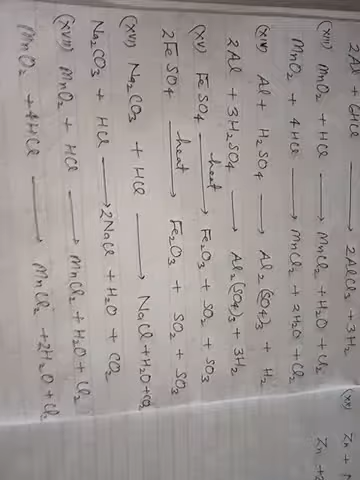 2Al + 6HCl ⟶ 2AlCl3 + 3H2
(xiii) MnO2 + HCl ⟶ MnCl2 + H2O + Cl2
MnO2 + 4HCl ⟶ MnCl2 + 2H2O + Cl2
(xiv) Al + H2SO4 ⟶ Al2(SO4)3 + H2
2Al + 3H2SO4 ⟶ Al2(SO4)3 + 3H2
(xv) FeSO4 heat⟶ Fe2O3 + SO2 + SO3
2FeSO4 heat⟶ Fe2O3 + SO2 + SO3
(xvi) Na2CO3 + HCl ⟶ NaCl + H2O + CO2
Na2CO3 + HCl ⟶ 2NaCl + H2O + CO2
(xvii) MnO2 + HCl ⟶ MnCl2 + H2O + Cl2
MnO2 + 4HCl ⟶ MnCl2 + 2H2O + Cl2
(xx) Zn +
Zn +